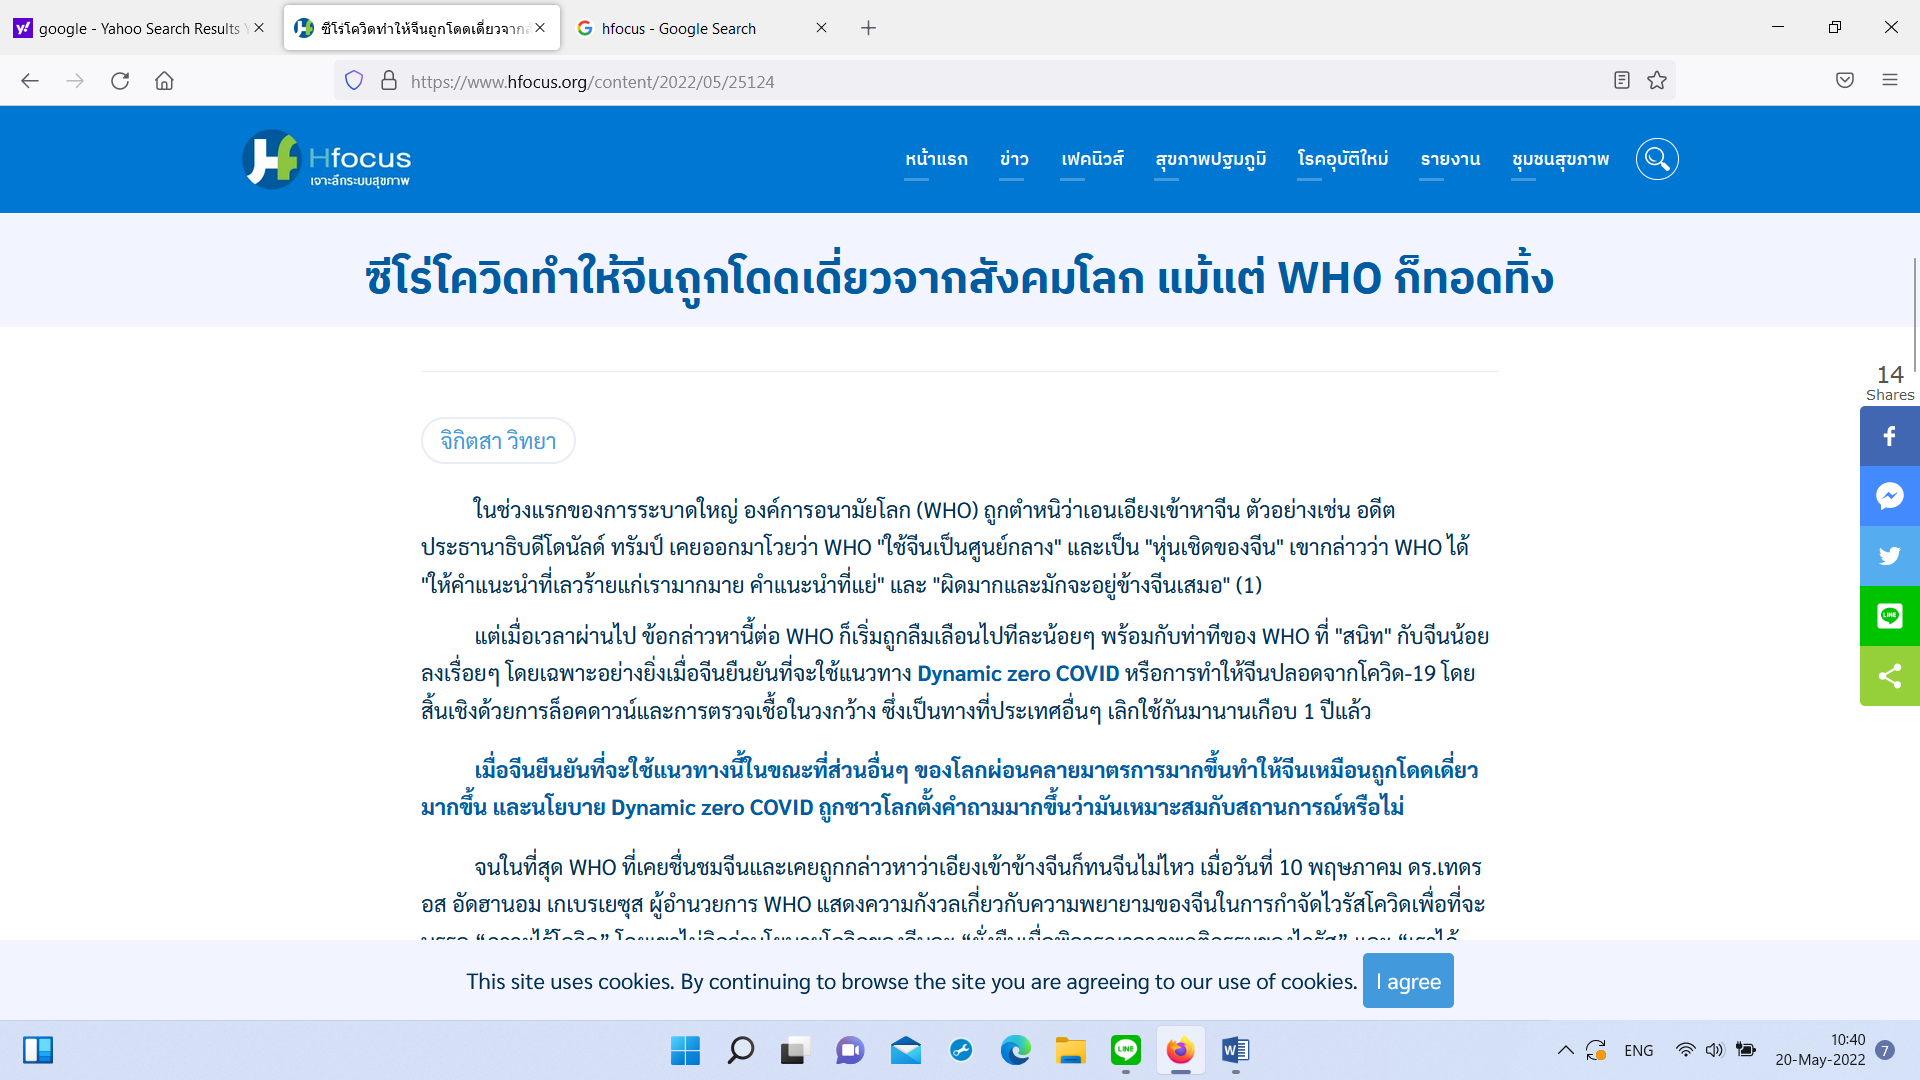 google - Yahoo Search Results Y
ซีโร่โควิดทำให้จีนถูกโดดเดี่ยวจาก
hfocus - Google Search
https://www.hfocus.org/content/2022/05/25124
Hfocus
เจาะลึกระบบสุขภาพ
หน้าแรก ข่าว เฟคนิวส์ สุขภาพปฐมภูมิ โรคอุบัติใหม่ รายงาน ชุมชนสุขภาพ
ซีโร่โควิดทำให้จีนถูกโดดเดี่ยวจากสังคมโลก แม้แต่ WHO ก็ทอดทิ้ง
14
Shares
จิกิตสา วิทยา
ในช่วงแรกของการระบาดใหญ่ องค์การอนามัยโลก (WHO) ถูกตำหนิว่าเอนเอียงเข้าหาจีน ตัวอย่างเช่น อดีต
ประธานาธิบดีโดนัลด์ ทรัมป์ เคยออกมาโวยว่า WHO "ใช้จีนเป็นศูนย์กลาง" และเป็น "หุ่นเชิดของจีน" เขากล่าวว่า WHO ได้
"ให้คำแนะนำที่เลวร้ายแก่เรามากมาย คำแนะนำที่แย่" และ "ผิดมากและมักจะอยู่ข้างจีนเสมอ" (1)
แต่เมื่อเวลาผ่านไป ข้อกล่าวหานี้ต่อ WHO ก็เริ่มถูกลืมเลือนไปทีละน้อยๆ พร้อมกับท่าทีของ WHO ที่ "สนิท" กับจีนน้อย
ลงเรื่อยๆ โดยเฉพาะอย่างยิ่งเมื่อจีนยืนยันที่จะใช้แนวทาง Dynamic zero COVID หรือการทำให้จีนปลอดจากโควิด-19 โดย
สิ้นเชิงด้วยการล็อคดาวน์และการตรวจเชื้อในวงกว้าง ซึ่งเป็นทางที่ประเทศอื่นๆ เลิกใช้กันมานานเกือบ 1 ปีแล้ว
เมื่อจีนยืนยันที่จะใช้แนวทางนี้ในขณะที่ส่วนอื่นๆ ของโลกผ่อนคลายมาตรการมากขึ้นทำให้จีนเหมือนถูกโดดเดี่ยว
มากขึ้น และนโยบาย Dynamic zero COVID ถูกชาวโลกตั้งคำถามมากขึ้นว่ามันเหมาะสมกับสถานการณ์หรือไม่
จนในที่สุด WHO ที่เคยชื่นชมจีนและเคยถูกกล่าวหาว่าเอียงเข้าข้างจีนก็ทนจีนไม่ไหว เมื่อวันที่ 10 พฤษภาคม ดร.เทดร
อส อัดฮานอม เกเบรเยซุส ผู้อำนวยการ WHO แสดงความกังวลเกี่ยวกับความพยายามของจีนในการกำจัดไวรัสโควิดเพื่อที่จะ
This site uses cookies. By continuing to browse the site you are agreeing to our use of cookies. I agree
ENG
10:40
20-May-2022
7